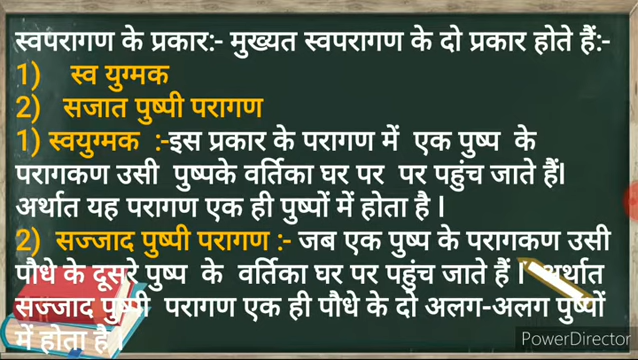 स्वपरागण के प्रकार:- मुख्यत स्वपरागण के दो प्रकार होते हैं:-
1) स्व युग्मक
2) सजात पुष्पी परागण
1) स्वयुग्मक :-इस प्रकार के परागण में एक पुष्प के
परागकण उसी पुष्पके वर्तिका घर पर पर पहुंच जाते हैं।
अर्थात यह परागण एक ही पुष्पों में होता है ।
2) सज्जाद पुष्पी परागण :- जब एक पुष्प के परागकण उसी
पौधे के दूसरे पुष्प के वर्तिका घर पर पहुंच जाते हैं । अर्थात
सज्जाद पुष्पी परागण एक ही पौधे के दो अलग-अलग पुष्पों
में होता है ।
PowerDirector